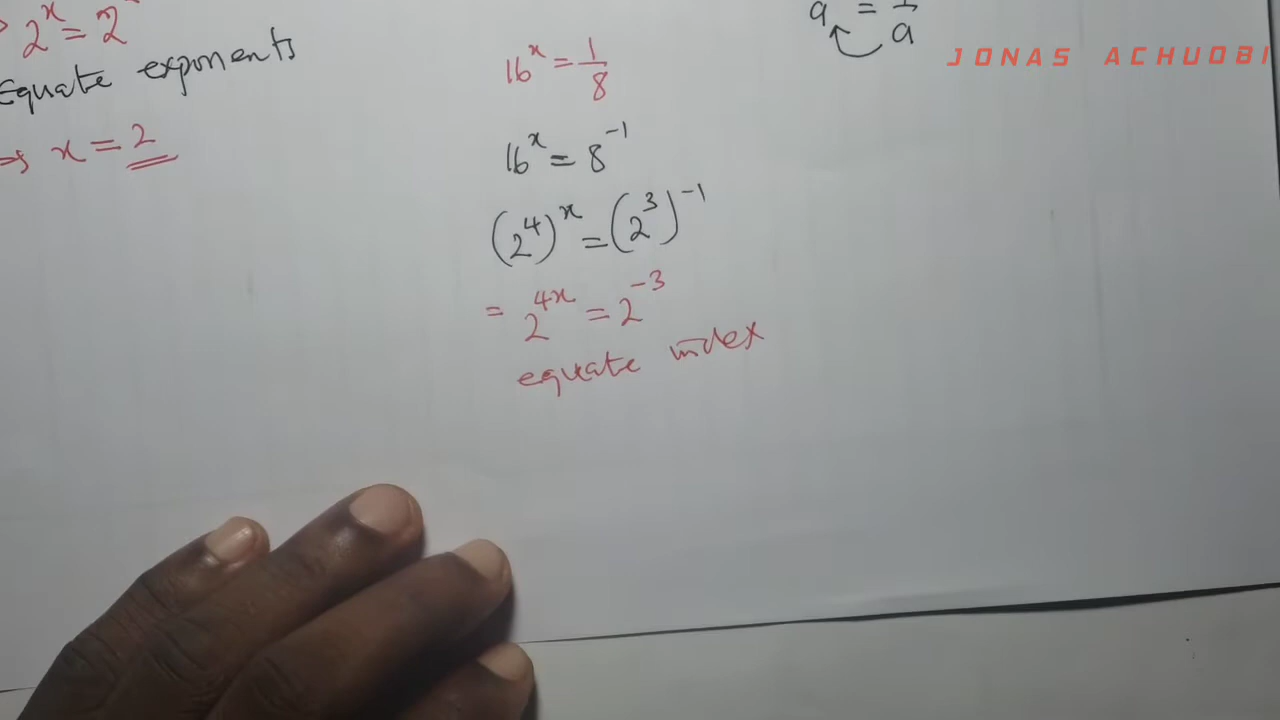 2^x = 2
Equate exponents
⇒ x = 2
16^x = 1/8
16^x = 8^-1
(2^4)^x = (2^3)^-1
= 2^4x = 2^-3
equate index
a = 1/a
JONAS ACHUOBI